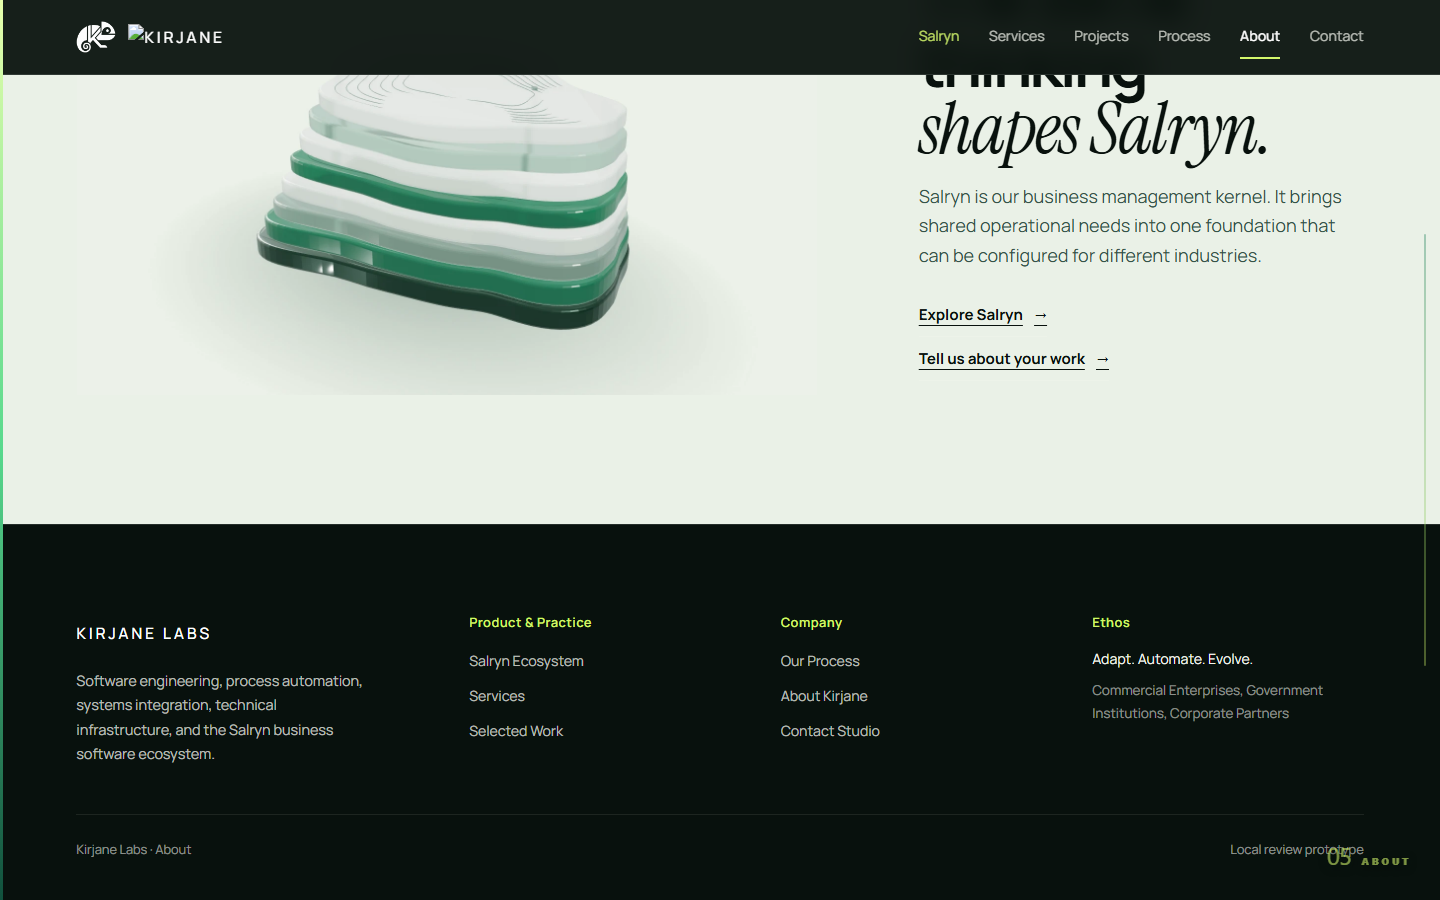 KIRJANE
Salryn
Services
Projects
Process
About
Contact
thinking
shapes Salryn.
Salryn is our business management kernel. It brings
shared operational needs into one foundation that
can be configured for different industries.
Explore Salryn →
Tell us about your work →
KIRJANE LABS
Software engineering, process automation,
systems integration, technical
infrastructure, and the Salryn business
software ecosystem.
Product & Practice
Salryn Ecosystem
Services
Selected Work
Company
Our Process
About Kirjane
Contact Studio
Ethos
Adapt. Automate. Evolve.
Commercial Enterprises, Government
Institutions, Corporate Partners
Kirjane Labs · About
Local review prototype
05 ABOUT